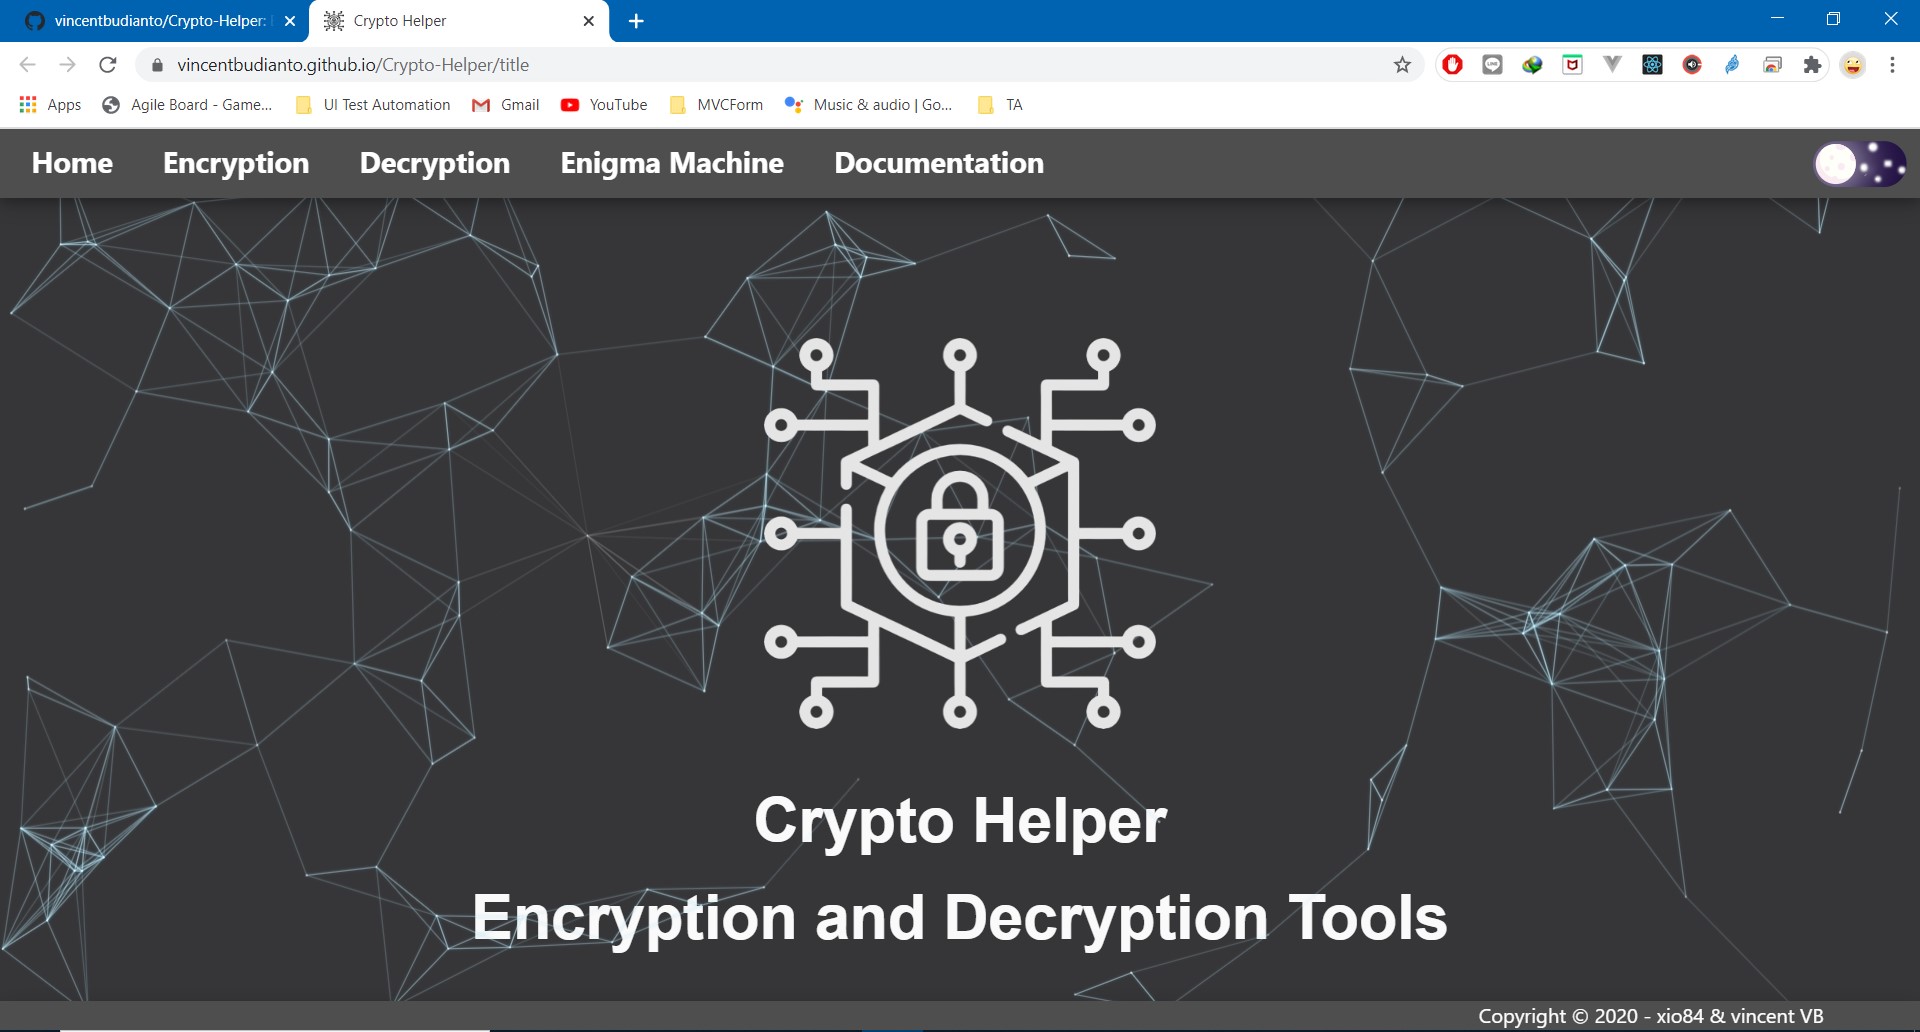 vincentbudianto/Crypto-Helper:
Crypto Helper
vincentbudianto.github.io/Crypto-Helper/title
Apps
Agile Board - Game...
UI Test Automation
Gmail
YouTube
MVCForm
Music & audio | Go...
TA
Home
Encryption
Decryption
Enigma Machine
Documentation
Crypto Helper
Encryption and Decryption Tools
Copyright © 2020 - xio84 & vincent VB